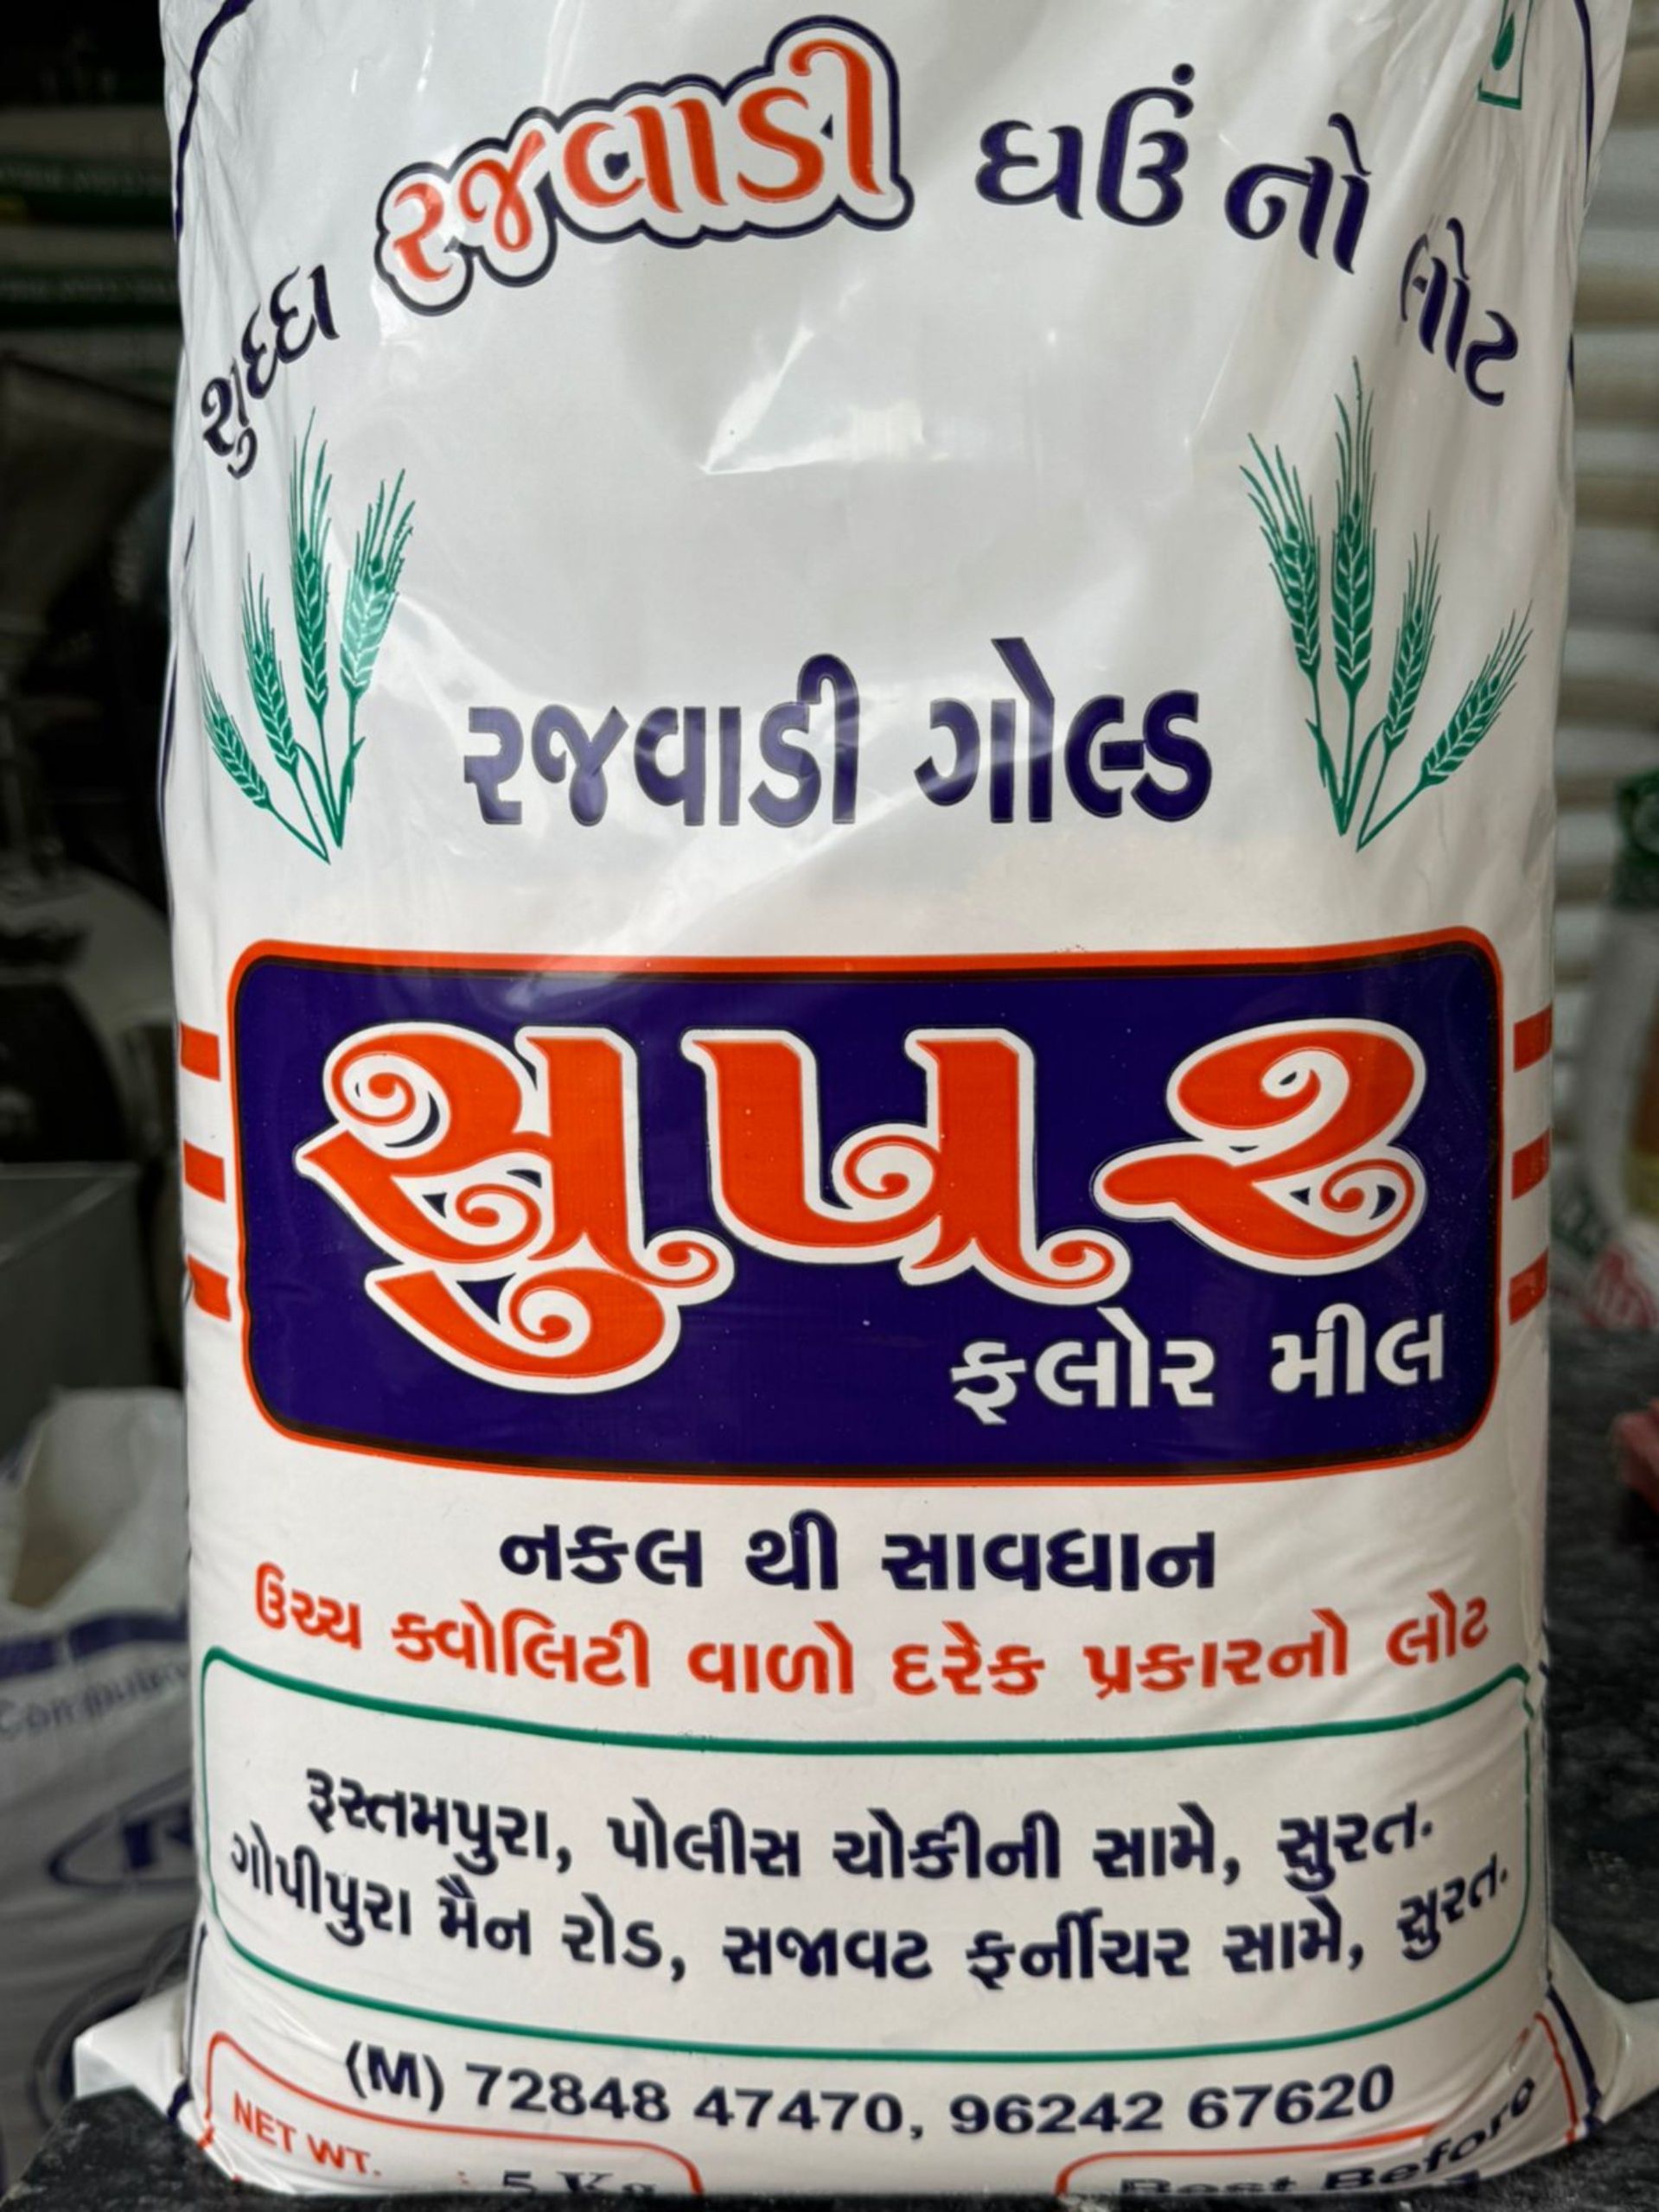 શુદ્ધ રજવાડી ઘઉં નો લોટ
રજવાડી ગોલ્ડ
સુપર
ફલોર મીલ
નકલ થી સાવધાન
ઉચ્ચ ક્વોલિટી વાળો દરેક પ્રકારનો લોટ
રૂસ્તમપુરા, પોલીસ ચોકીની સામે, સુરત.
ગોપીપુરા મૈન રોડ, સજાવટ ફર્નીચર સામે, સુરત.
(M) 72848 47470, 96242 67620
NET WT. : 5 Kg
Best Before